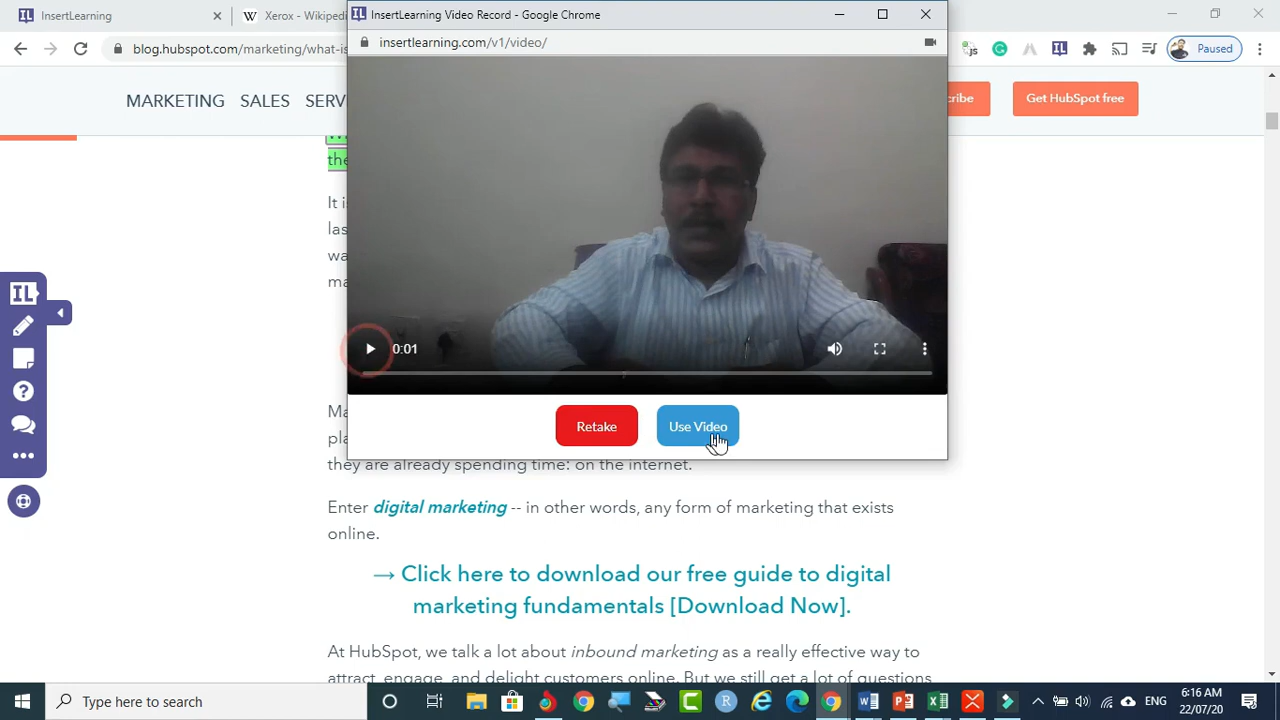 InsertLearning
Xerox - Wikipedi
InsertLearning Video Record - Google Chrome
blog.hubspot.com/marketing/what-is
insertlearning.com/v1/video/
js
Paused
MARKETING
SALES
SERV
cribe
Get HubSpot free
the
It i
las
wa
ma
IL
0:01
Retake
Use Video
Ma
pla
they are already spending time: on the internet.
Enter digital marketing -- in other words, any form of marketing that exists
online.
→ Click here to download our free guide to digital
marketing fundamentals [Download Now].
At HubSpot, we talk a lot about inbound marketing as a really effective way to
attract, engage, and delight customers online. But we still get a lot of questions
Type here to search
ENG
6:16 AM
22/07/20